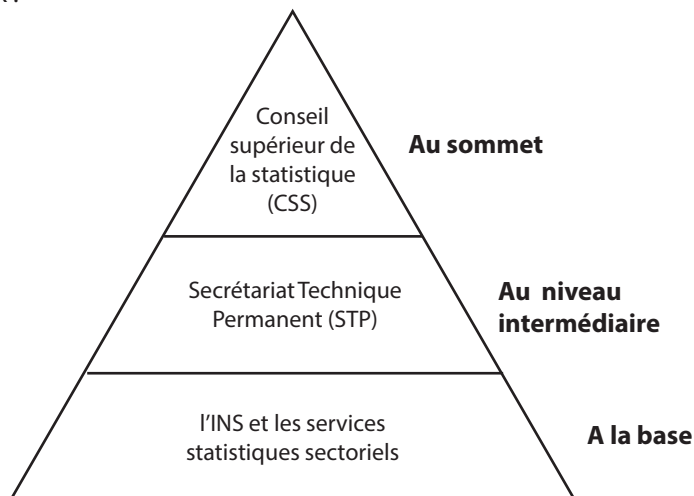 Conseil
supérieur de
la statistique
(CSS)
Au sommet
Secrétariat Technique
Permanent (STP)
Au niveau
intermédiaire
l'INS et les services
statistiques sectoriels
A la base